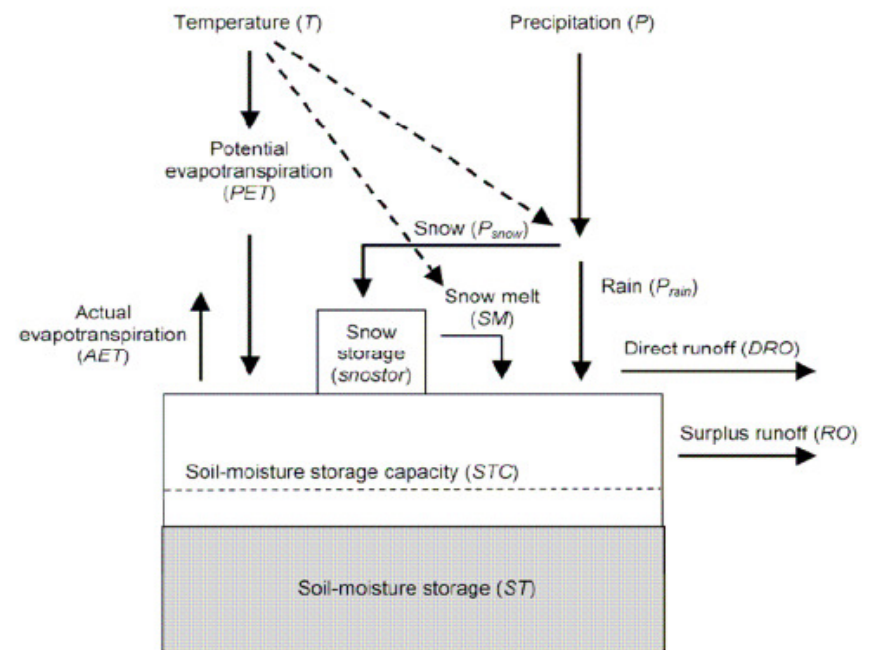 Temperature (T)
Precipitation (P)
Potential
evapotranspiration
(PET)
Snow (Psnow)
Snow melt
(SM)
Rain (Prain)
Actual
evapotranspiration
(AET)
Snow
storage
(snostor)
Direct runoff (DRO)
Surplus runoff (RO)
Soil-moisture storage capacity (STC)
Soil-moisture storage (ST)